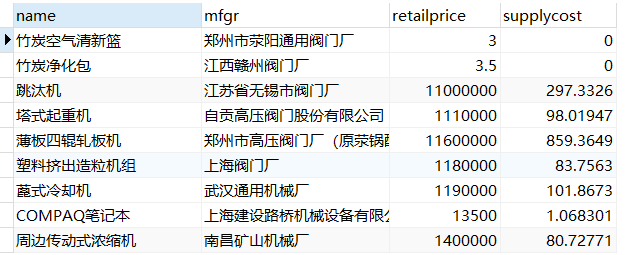 name mfgr retailprice supplycost
竹炭空气清新篮 郑州市荥阳通用阀门厂 3 0
竹炭净化包 江西赣州阀门厂 3.5 0
跳汰机 江苏省无锡市阀门厂 11000000 297.3326
塔式起重机 自贡高压阀门股份有限公司 1110000 98.01947
薄板四辊轧板机 郑州市高压阀门厂（原荥锅 11600000 859.3649
塑料挤出造粒机组 上海阀门厂 1180000 83.7563
蓖式冷却机 武汉通用机械厂 1190000 101.8673
COMPAQ笔记本 上海建设路桥机械设备有限 13500 1.068301
周边传动式浓缩机 南昌矿山机械厂 1400000 80.72771